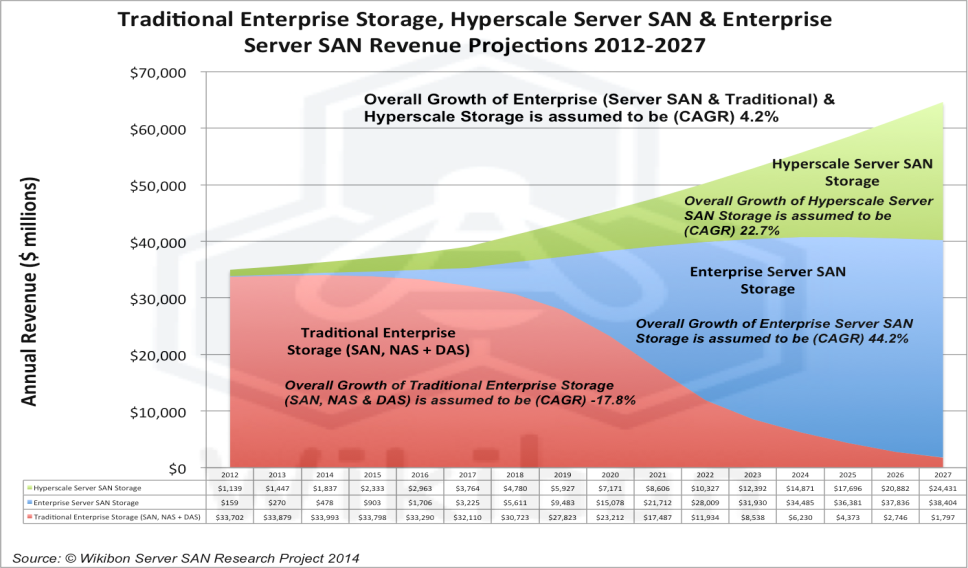 Traditional Enterprise Storage, Hyperscale Server SAN & Enterprise
Server SAN Revenue Projections 2012-2027
Annual Revenue ($ millions)
$70,000
$60,000
$50,000
$40,000
$30,000
$20,000
$10,000
$0
Overall Growth of Enterprise (Server SAN & Traditional) &
Hyperscale Storage is assumed to be (CAGR) 4.2%
Hyperscale Server SAN
Storage
Overall Growth of Hyperscale Server
SAN Storage is assumed to be
(CAGR) 22.7%
Enterprise Server SAN
Storage
Overall Growth of Enterprise Server SAN
Storage is assumed to be (CAGR) 44.2%
Traditional Enterprise
Storage (SAN, NAS + DAS)
Overall Growth of Traditional Enterprise Storage
(SAN, NAS & DAS) is assumed to be (CAGR) -17.8%
2012 2013 2014 2015 2016 2017 2018 2019 2020 2021 2022 2023 2024 2025 2026 2027
Hyperscale Server SAN Storage $1,139 $1,447 $1,837 $2,333 $2,963 $3,764 $4,780 $5,927 $7,171 $8,606 $10,327 $12,392 $14,871 $17,696 $20,882 $24,431
Enterprise Server SAN Storage $159 $270 $478 $903 $1,706 $3,225 $5,611 $9,483 $15,078 $21,712 $28,009 $31,930 $34,485 $36,381 $37,836 $38,404
Traditional Enterprise Storage (SAN, NAS + DAS) $33,702 $33,879 $33,993 $33,798 $33,290 $32,110 $30,723 $27,823 $23,212 $17,487 $11,934 $8,538 $6,230 $4,373 $2,746 $1,797
Source: © Wikibon Server SAN Research Project 2014